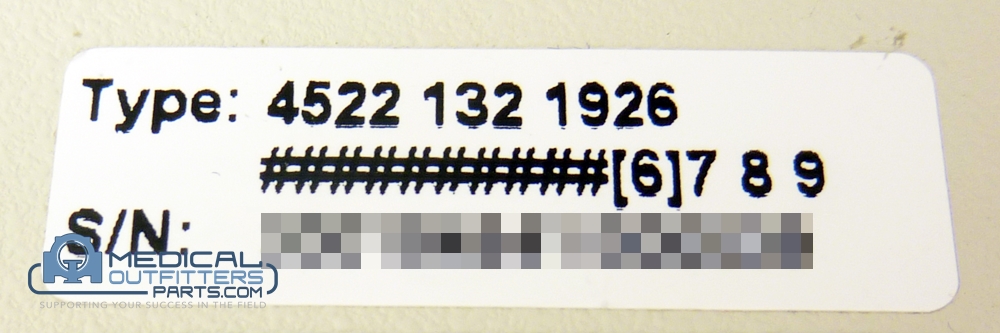 Type: 4522 132 1926
###############[6]7 8 9
S/N:
MEDICAL
OUTFITTERS
PARTS.COM
SUPPORTING YOUR SUCCESS IN THE FIELD